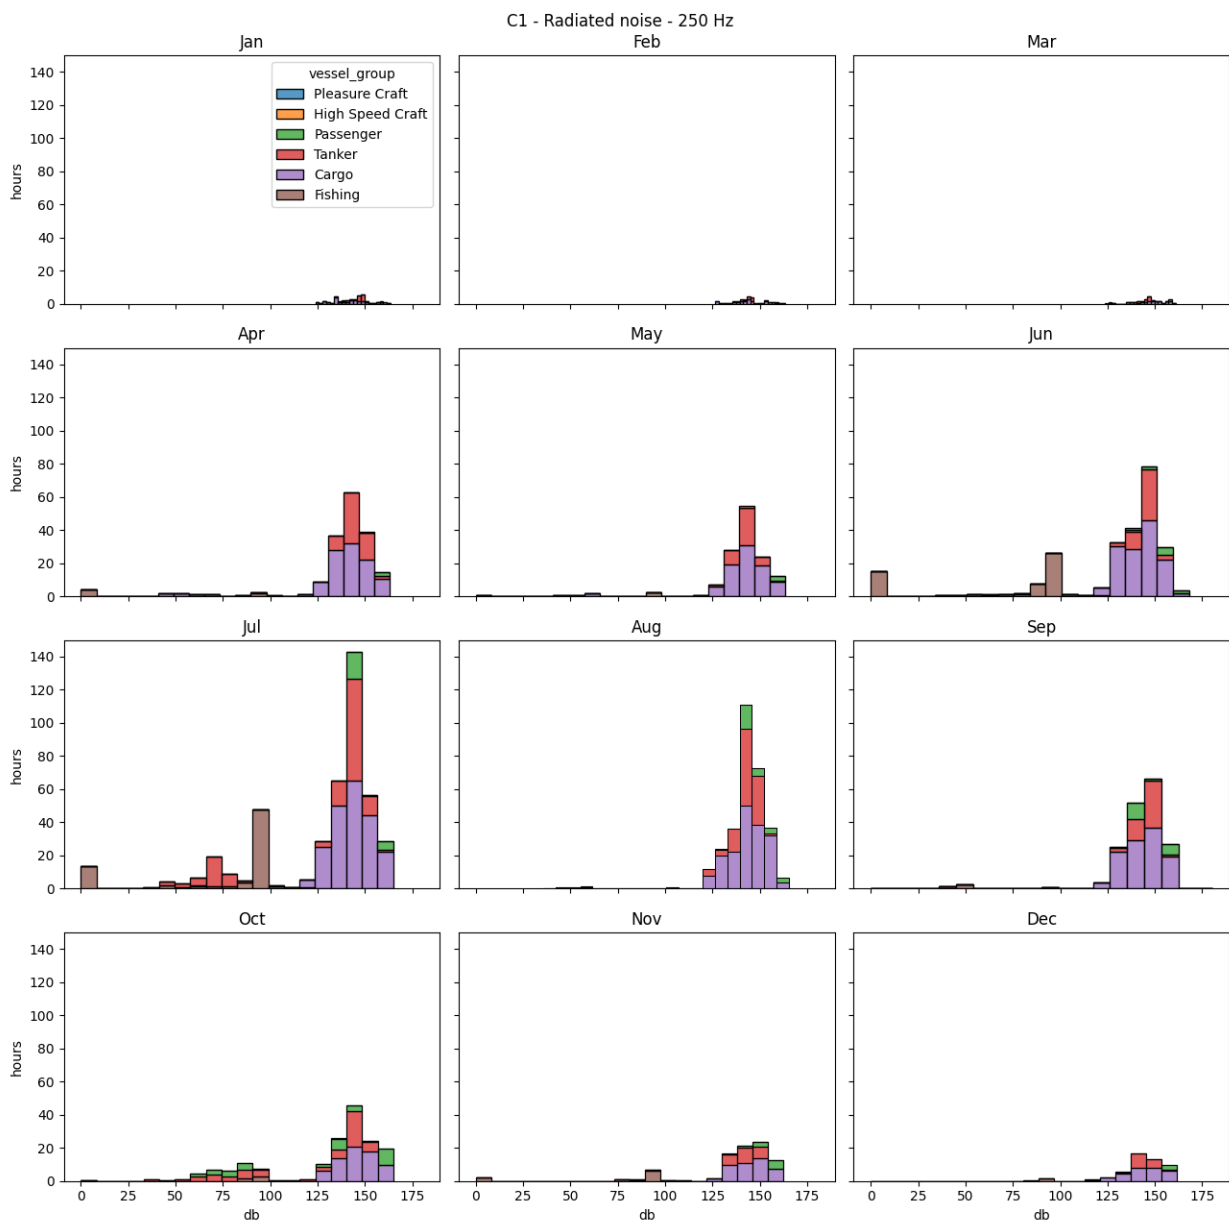 C1 - Radiated noise - 250 Hz
Jan
Feb
Mar
140
120
100
80
60
40
20
0
hours
vessel_group
Pleasure Craft
High Speed Craft
Passenger
Tanker
Cargo
Fishing
Apr
May
Jun
140
120
100
80
60
40
20
0
hours
Jul
Aug
Sep
140
120
100
80
60
40
20
0
hours
Oct
Nov
Dec
140
120
100
80
60
40
20
0
hours
0 25 50 75 100 125 150 175
db
0 25 50 75 100 125 150 175
db
0 25 50 75 100 125 150 175
db